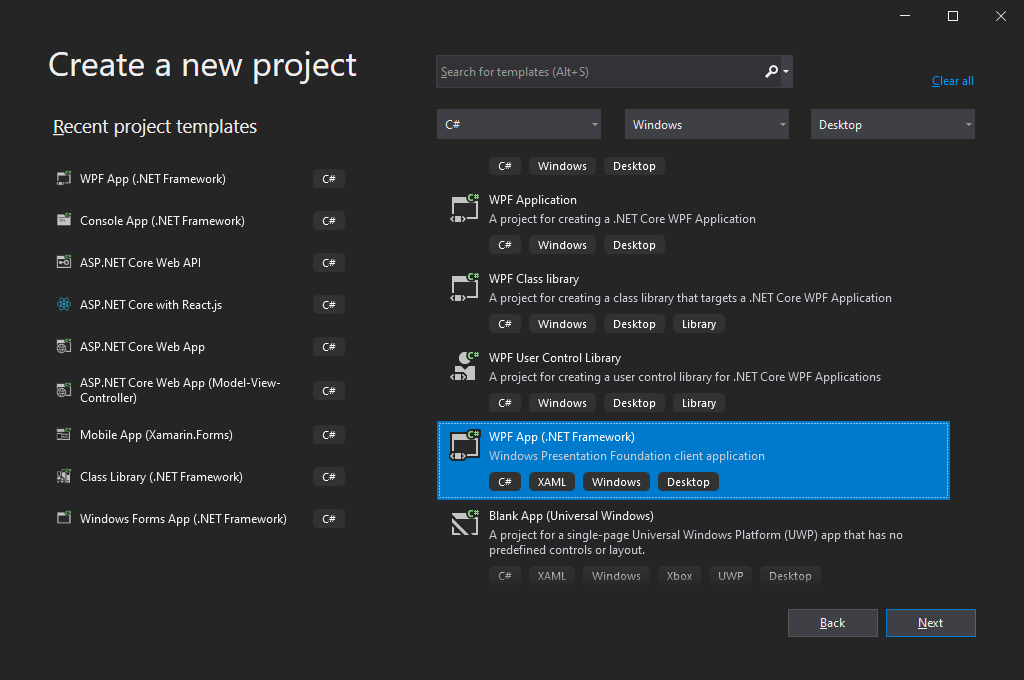 Create a new project
Search for templates (Alt+S)
Clear all
Recent project templates
C#
Windows
Desktop
WPF App (.NET Framework) C#
Console App (.NET Framework) C#
ASP.NET Core Web API C#
ASP.NET Core with React.js C#
ASP.NET Core Web App C#
ASP.NET Core Web App (Model-View-
Controller) C#
Mobile App (Xamarin.Forms) C#
Class Library (.NET Framework) C#
Windows Forms App (.NET Framework) C#
C# Windows Desktop
WPF Application
A project for creating a .NET Core WPF Application
C# Windows Desktop
WPF Class library
A project for creating a class library that targets a .NET Core WPF Application
C# Windows Desktop Library
WPF User Control Library
A project for creating a user control library for .NET Core WPF Applications
C# Windows Desktop Library
WPF App (.NET Framework)
Windows Presentation Foundation client application
C# XAML Windows Desktop
Blank App (Universal Windows)
A project for a single-page Universal Windows Platform (UWP) app that has no
predefined controls or layout.
C# XAML Windows Xbox UWP Desktop
Back
Next